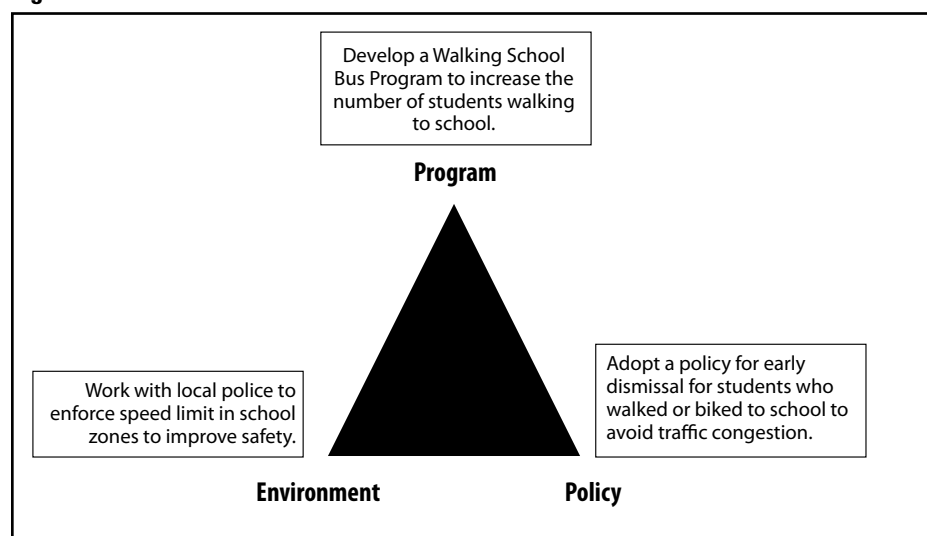 Develop a Walking School
Bus Program to increase the
number of students walking
to school.
Program
Work with local police to
enforce speed limit in school
zones to improve safety.
Adopt a policy for early
dismissal for students who
walked or biked to school to
avoid traffic congestion.
Environment
Policy